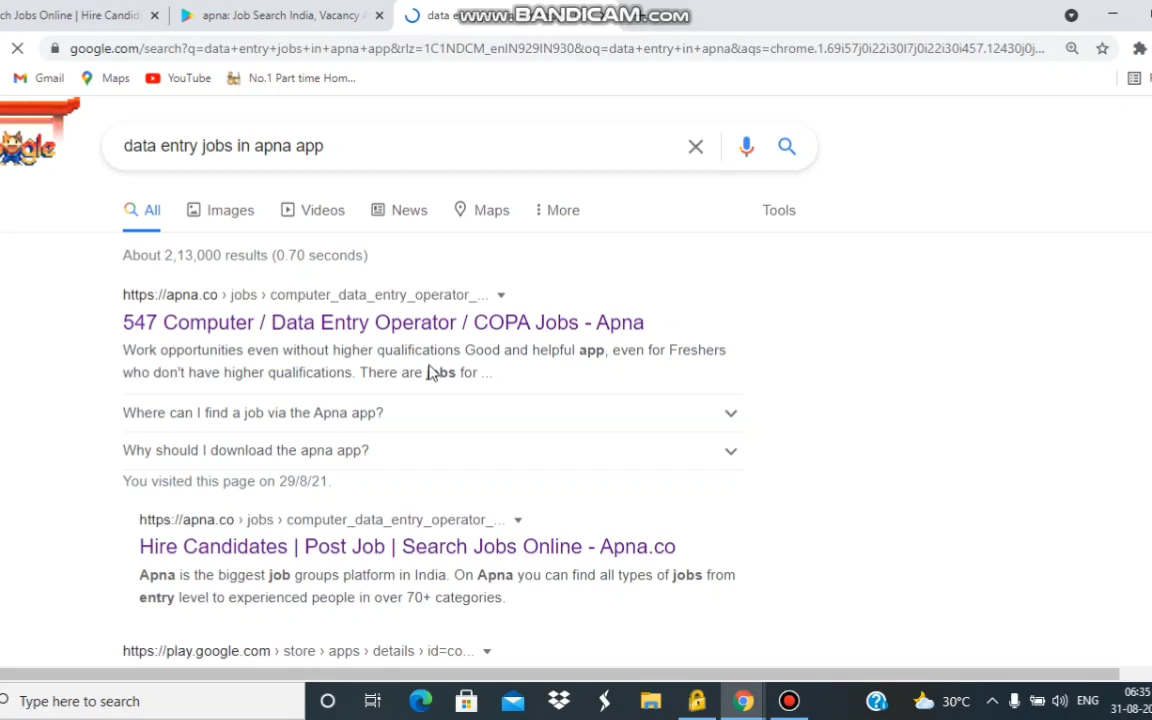 ch Jobs Online | Hire Candid
apna: Job Search India, Vacancy
data e
www.BANDICAM.com
google.com/search?q=data+entry+jobs+in+apna+app&rlz=1C1NDCM_enIN929IN930&oq=data+entry+in+apna&aqs=chrome.1.69i57j0i22i30l7j0i22i30i457.12430j0j...
Gmail
Maps
YouTube
No.1 Part time Hom...
data entry jobs in apna app
All
Images
Videos
News
Maps
More
Tools
About 2,13,000 results (0.70 seconds)
https://apna.co › jobs › computer_data_entry_operator_...
547 Computer / Data Entry Operator / COPA Jobs - Apna
Work opportunities even without higher qualifications Good and helpful app, even for Freshers
who don't have higher qualifications. There are jobs for ...
Where can I find a job via the Apna app?
Why should I download the apna app?
You visited this page on 29/8/21.
https://apna.co › jobs › computer_data_entry_operator_...
Hire Candidates | Post Job | Search Jobs Online - Apna.co
Apna is the biggest job groups platform in India. On Apna you can find all types of jobs from
entry level to experienced people in over 70+ categories.
https://play.google.com › store › apps › details › id=co...
Type here to search
30°C
ENG
06:35
31-08-20